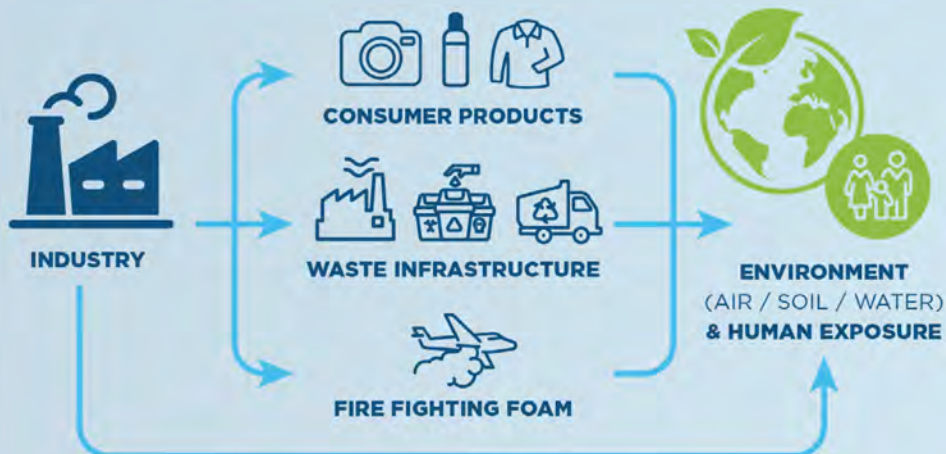 CONSUMER PRODUCTS
INDUSTRY
WASTE INFRASTRUCTURE
FIRE FIGHTING FOAM
ENVIRONMENT
(AIR / SOIL / WATER)
& HUMAN EXPOSURE